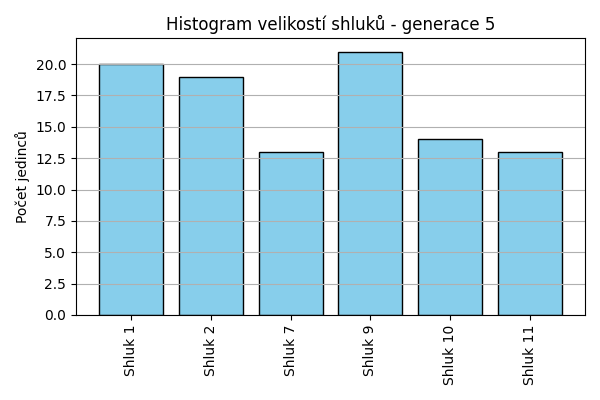 Histogram velikostí shluků - generace 5
Počet jedinců
20.0
17.5
15.0
12.5
10.0
7.5
5.0
2.5
0.0
Shluk 1
Shluk 2
Shluk 7
Shluk 9
Shluk 10
Shluk 11